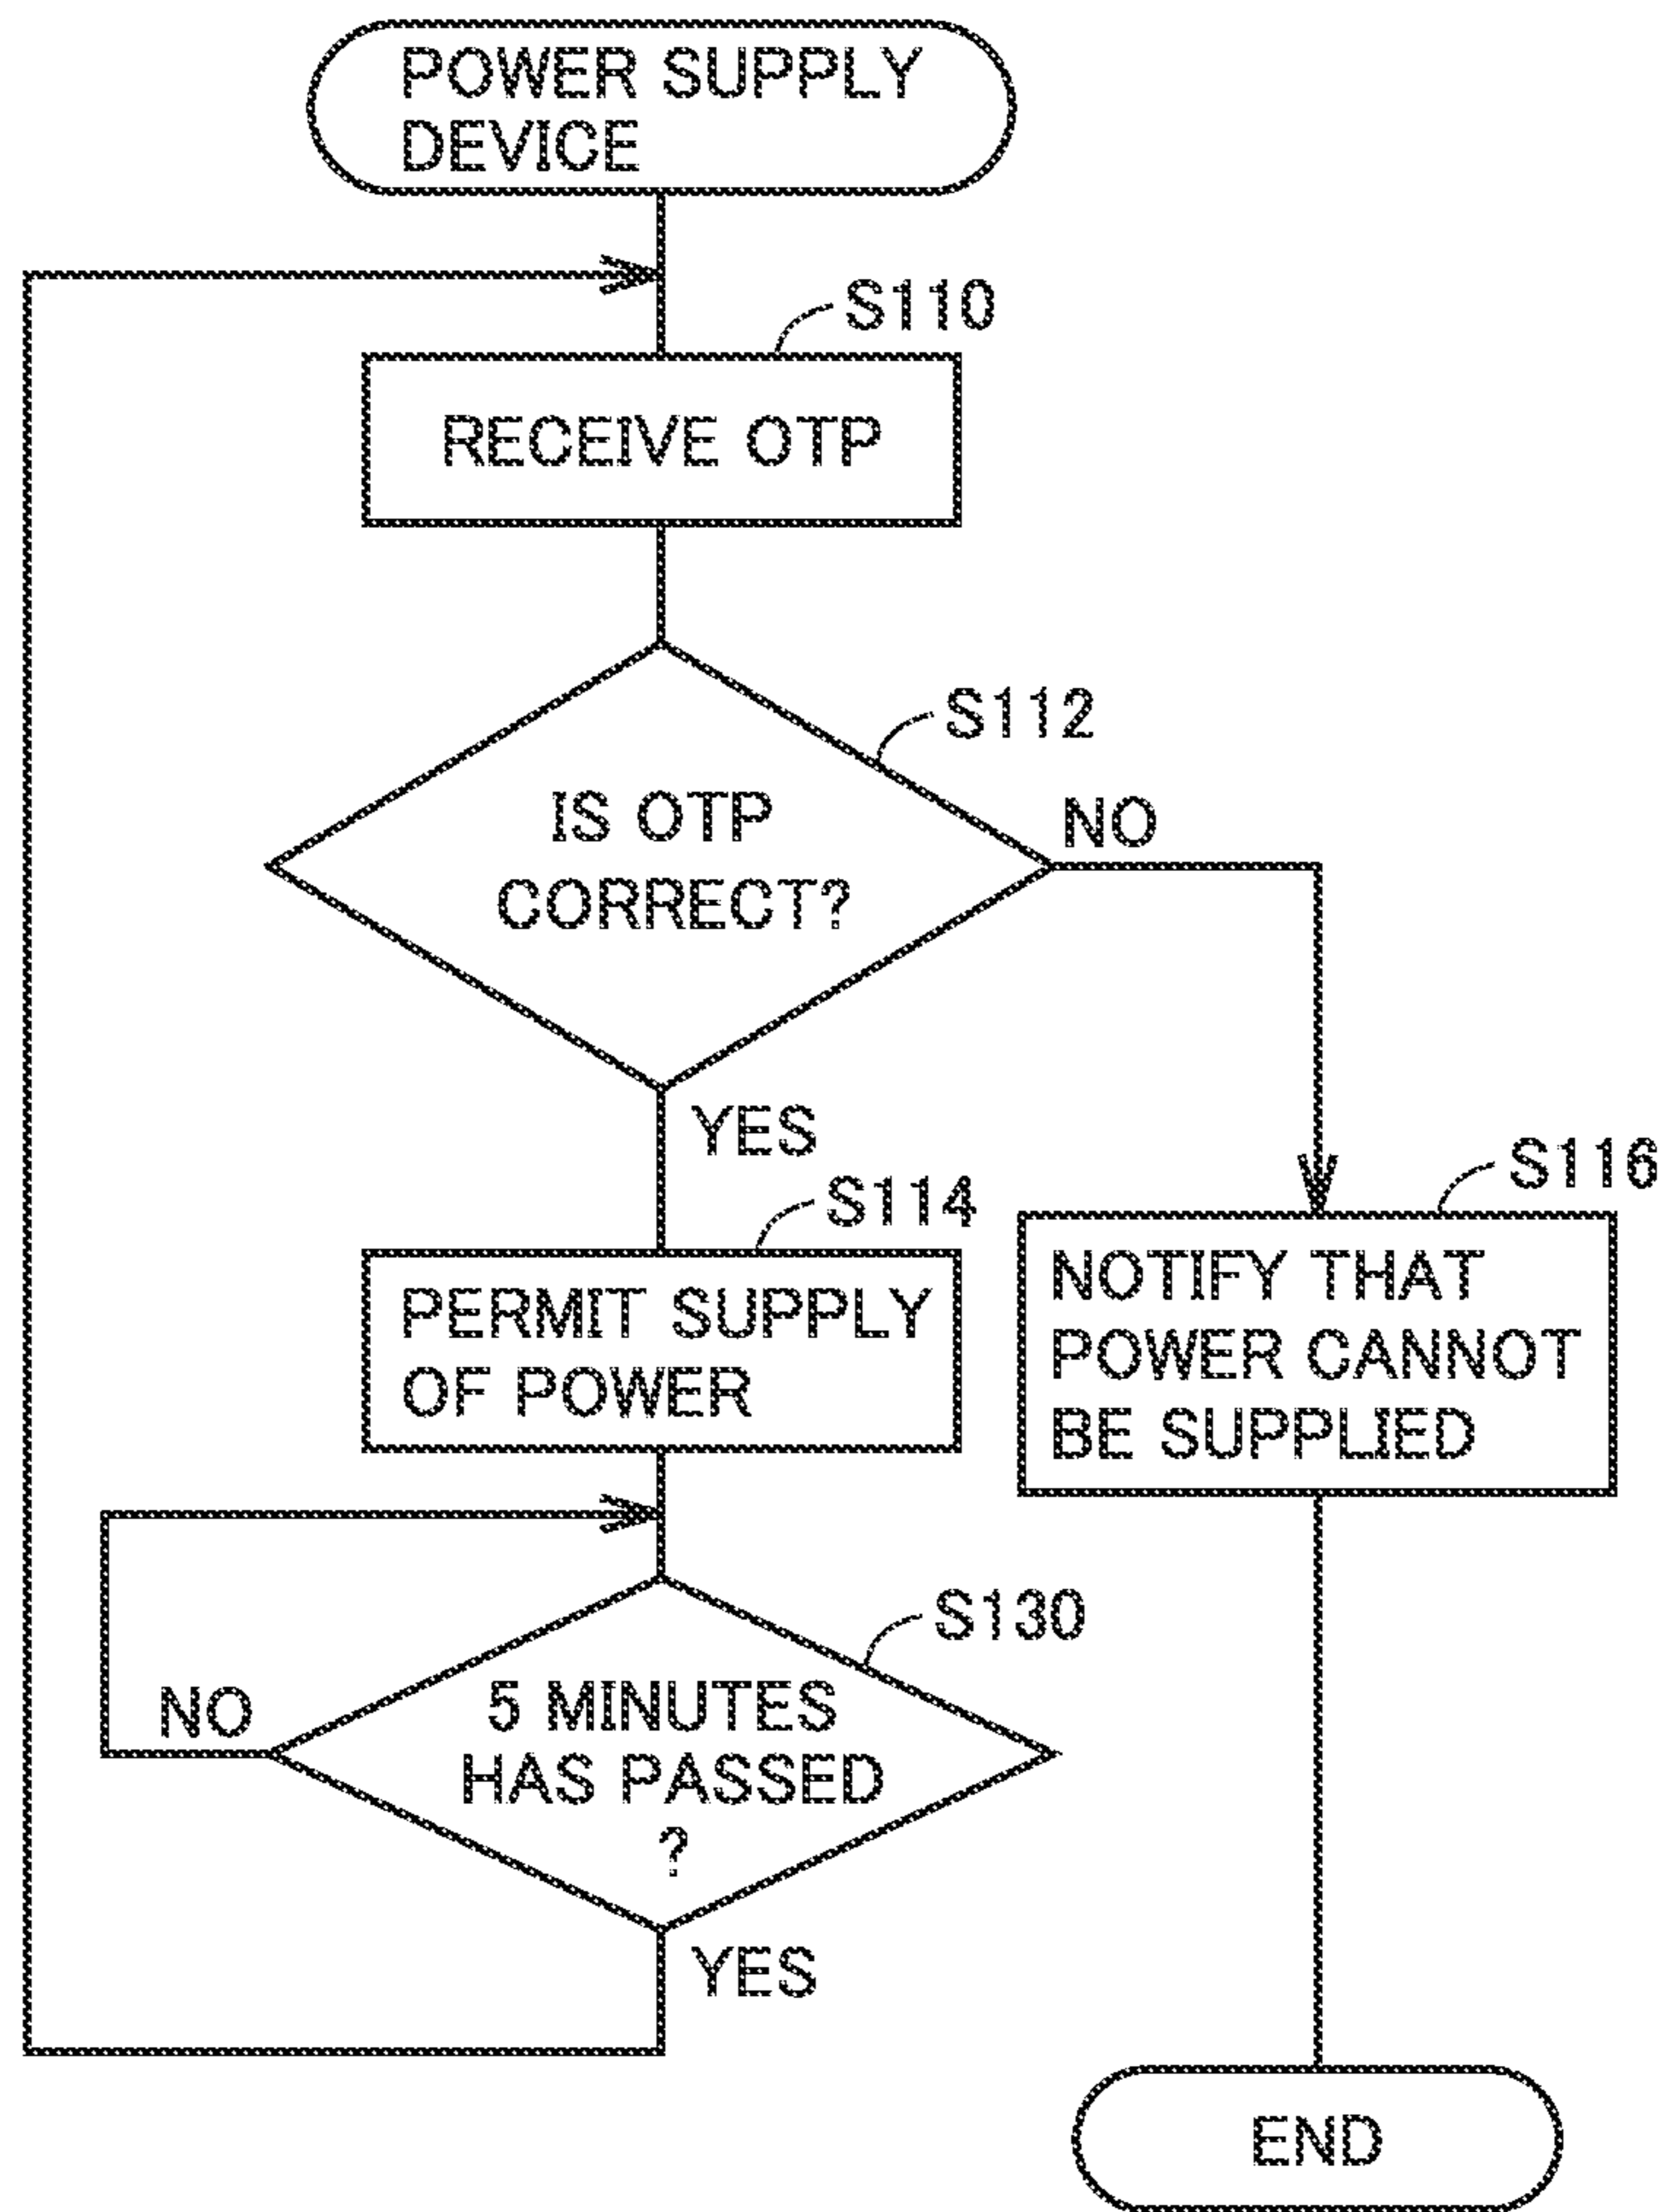 POWER SUPPLY
DEVICE
S110
RECEIVE OTP
S112
IS OTP
CORRECT?
NO
YES
S114
PERMIT SUPPLY
OF POWER
S116
NOTIFY THAT
POWER CANNOT
BE SUPPLIED
S130
5 MINUTES
HAS PASSED
?
NO
YES
END